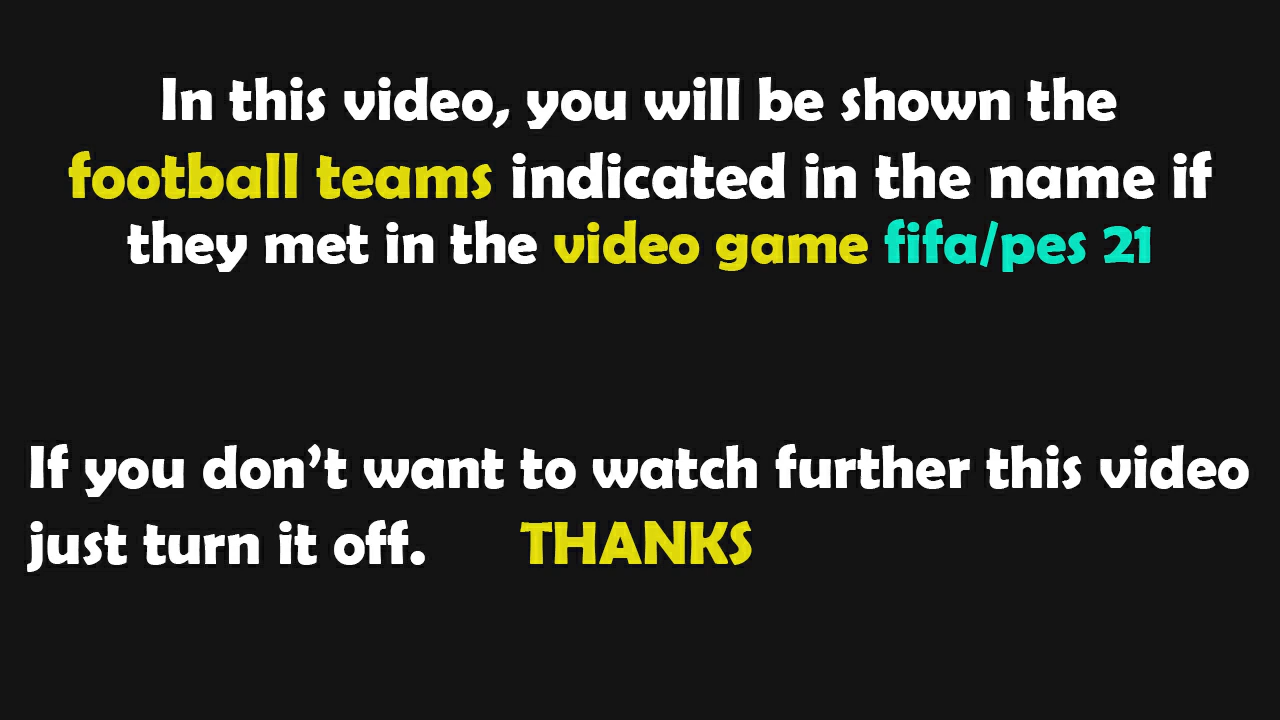 In this video, you will be shown the
football teams indicated in the name if
they met in the video game fifa/pes 21
If you don't want to watch further this video
just turn it off. THANKS